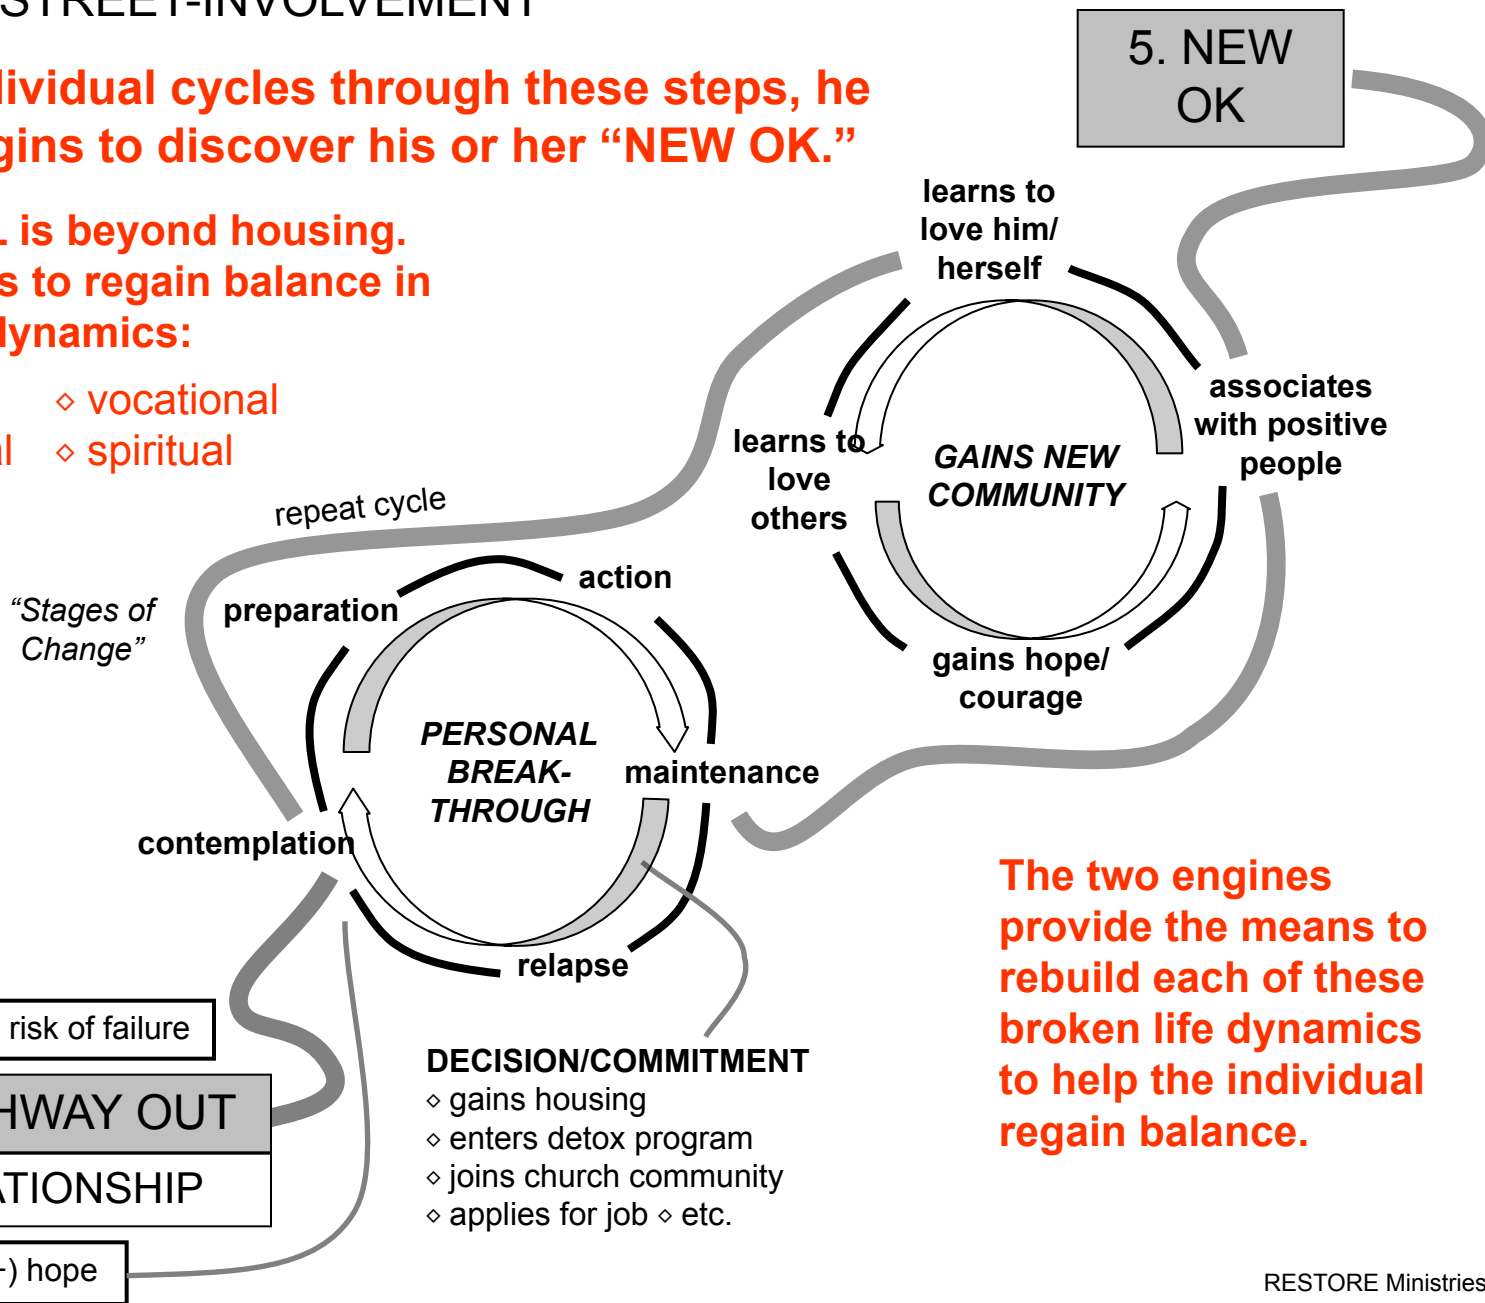 STREET-INVOLVEMENT
5. NEW
OK
dividual cycles through these steps, he
gins to discover his or her “NEW OK.”
L is beyond housing.
s to regain balance in
dynamics:
⋄ vocational
al ⋄ spiritual
learns to
love him/
herself
associates
with positive
people
learns to
love
others
GAINS NEW
COMMUNITY
gains hope/
courage
repeat cycle
“Stages of
Change”
preparation
action
PERSONAL
BREAK-
THROUGH
maintenance
contemplation
relapse
The two engines
provide the means to
rebuild each of these
broken life dynamics
to help the individual
regain balance.
risk of failure
HWAY OUT
ATIONSHIP
+) hope
DECISION/COMMITMENT
⋄ gains housing
⋄ enters detox program
⋄ joins church community
⋄ applies for job ⋄ etc.
RESTORE Ministries